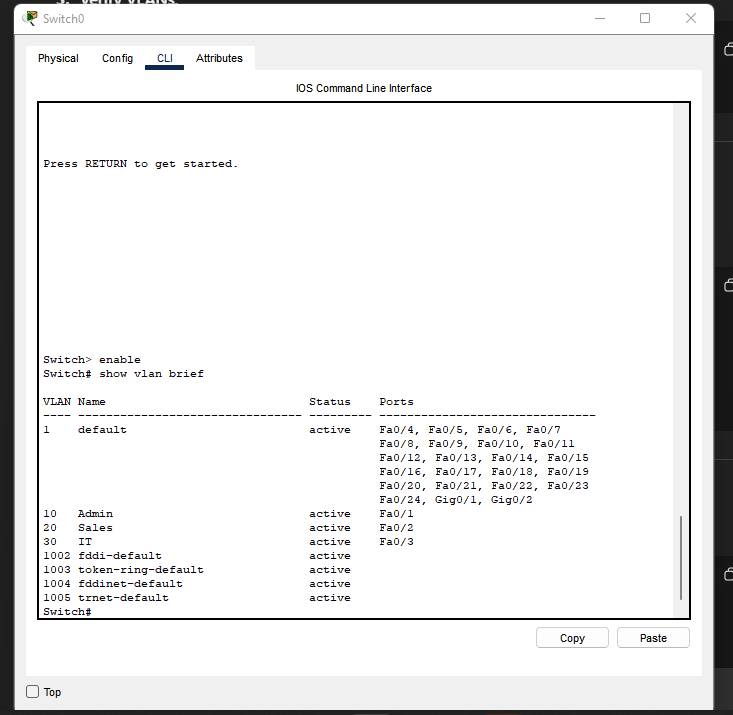 3. Verify VLANs.
Switch0
Physical Config CLI Attributes
IOS Command Line Interface
Press RETURN to get started.
Switch> enable
Switch# show vlan brief
VLAN Name                             Status    Ports
---- -------------------------------- --------- -------------------------------
1    default                          active    Fa0/4, Fa0/5, Fa0/6, Fa0/7
                                                Fa0/8, Fa0/9, Fa0/10, Fa0/11
                                                Fa0/12, Fa0/13, Fa0/14, Fa0/15
                                                Fa0/16, Fa0/17, Fa0/18, Fa0/19
                                                Fa0/20, Fa0/21, Fa0/22, Fa0/23
                                                Fa0/24, Gig0/1, Gig0/2
10   Admin                            active    Fa0/1
20   Sales                            active    Fa0/2
30   IT                               active    Fa0/3
1002 fddi-default                     active
1003 token-ring-default               active
1004 fddinet-default                  active
1005 trnet-default                    active
Switch#
Copy Paste
Top